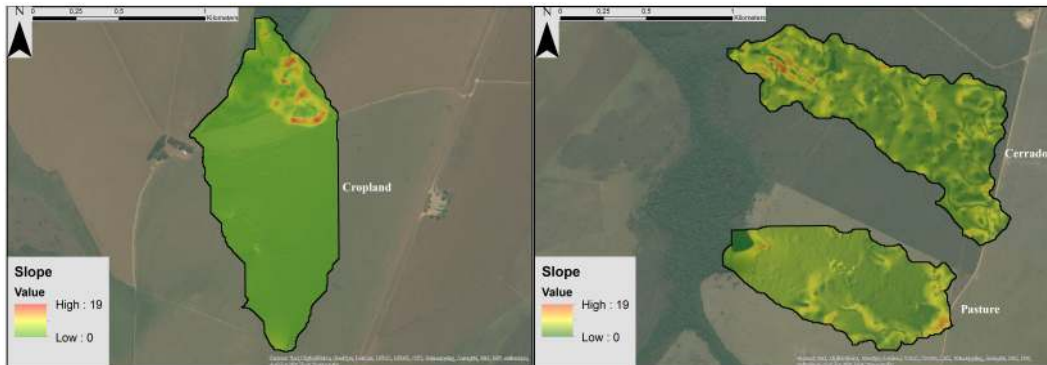 N
0 0,25 0,5 1
Kilometers
Cropland
Slope
Value
High : 19
Low : 0
N
0 0,25 0,5 1
Kilometers
Cerrado
Pasture
Slope
Value
High : 19
Low : 0